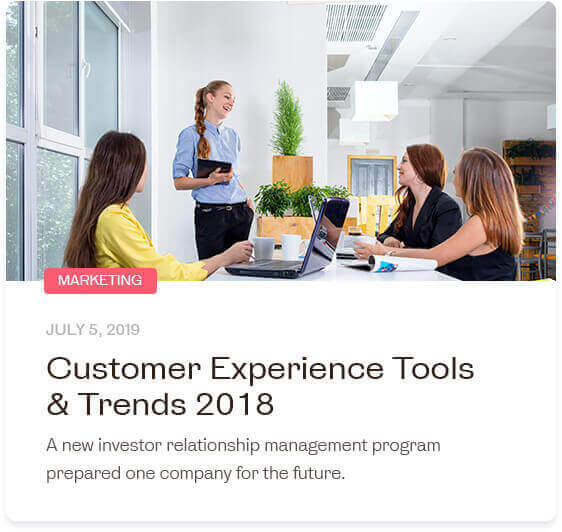 MARKETING
JULY 5, 2019
Customer Experience Tools
& Trends 2018
A new investor relationship management program
prepared one company for the future.